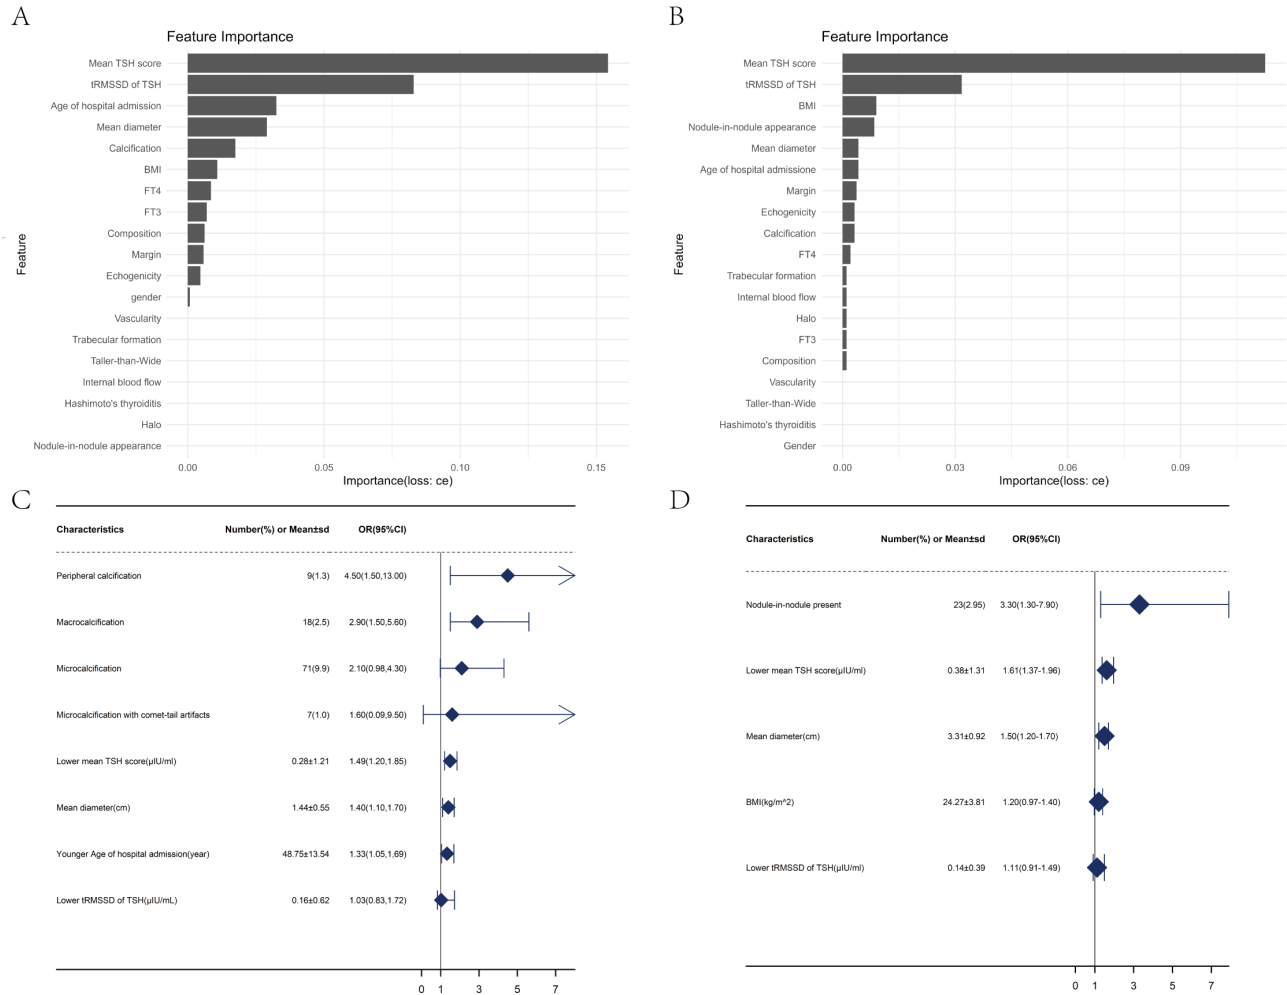 A
Feature Importance
Mean TSH score
tRMSSD of TSH
Age of hospital admission
Mean diameter
Calcification
BMI
FT4
FT3
Composition
Margin
Echogenicity
gender
Vascularity
Trabecular formation
Taller-than-Wide
Internal blood flow
Hashimoto's thyroiditis
Halo
Nodule-in-nodule appearance
Feature
0.00 0.05 0.10 0.15
Importance(loss: ce)
B
Feature Importance
Mean TSH score
tRMSSD of TSH
BMI
Nodule-in-nodule appearance
Mean diameter
Age of hospital admissione
Margin
Echogenicity
Calcification
FT4
Trabecular formation
Internal blood flow
Halo
FT3
Composition
Vascularity
Taller-than-Wide
Hashimoto's thyroiditis
Gender
Feature
0.00 0.03 0.06 0.09
Importance(loss: ce)
C
Characteristics Number(%) or Mean±sd OR(95%CI)
Peripheral calcification 9(1.3) 4.50(1.50,13.00)
Macrocalcification 18(2.5) 2.90(1.50,5.60)
Microcalcification 71(9.9) 2.10(0.98,4.30)
Microcalcification with comet-tail artifacts 7(1.0) 1.60(0.09,9.50)
Lower mean TSH score(μIU/ml) 0.28±1.21 1.49(1.20,1.85)
Mean diameter(cm) 1.44±0.55 1.40(1.10,1.70)
Younger Age of hospital admission(year) 48.75±13.54 1.33(1.05,1,69)
Lower tRMSSD of TSH(μIU/mL) 0.16±0.62 1.03(0.83,1.72)
0 1 3 5 7
D
Characteristics Number(%) or Mean±sd OR(95%CI)
Nodule-in-nodule present 23(2.95) 3.30(1.30-7.90)
Lower mean TSH score(μIU/ml) 0.38±1.31 1.61(1.37-1.96)
Mean diameter(cm) 3.31±0.92 1.50(1.20-1.70)
BMI(kg/m^2) 24.27±3.81 1.20(0.97-1.40)
Lower tRMSSD of TSH(μIU/ml) 0.14±0.39 1.11(0.91-1.49)
0 1 3 5 7